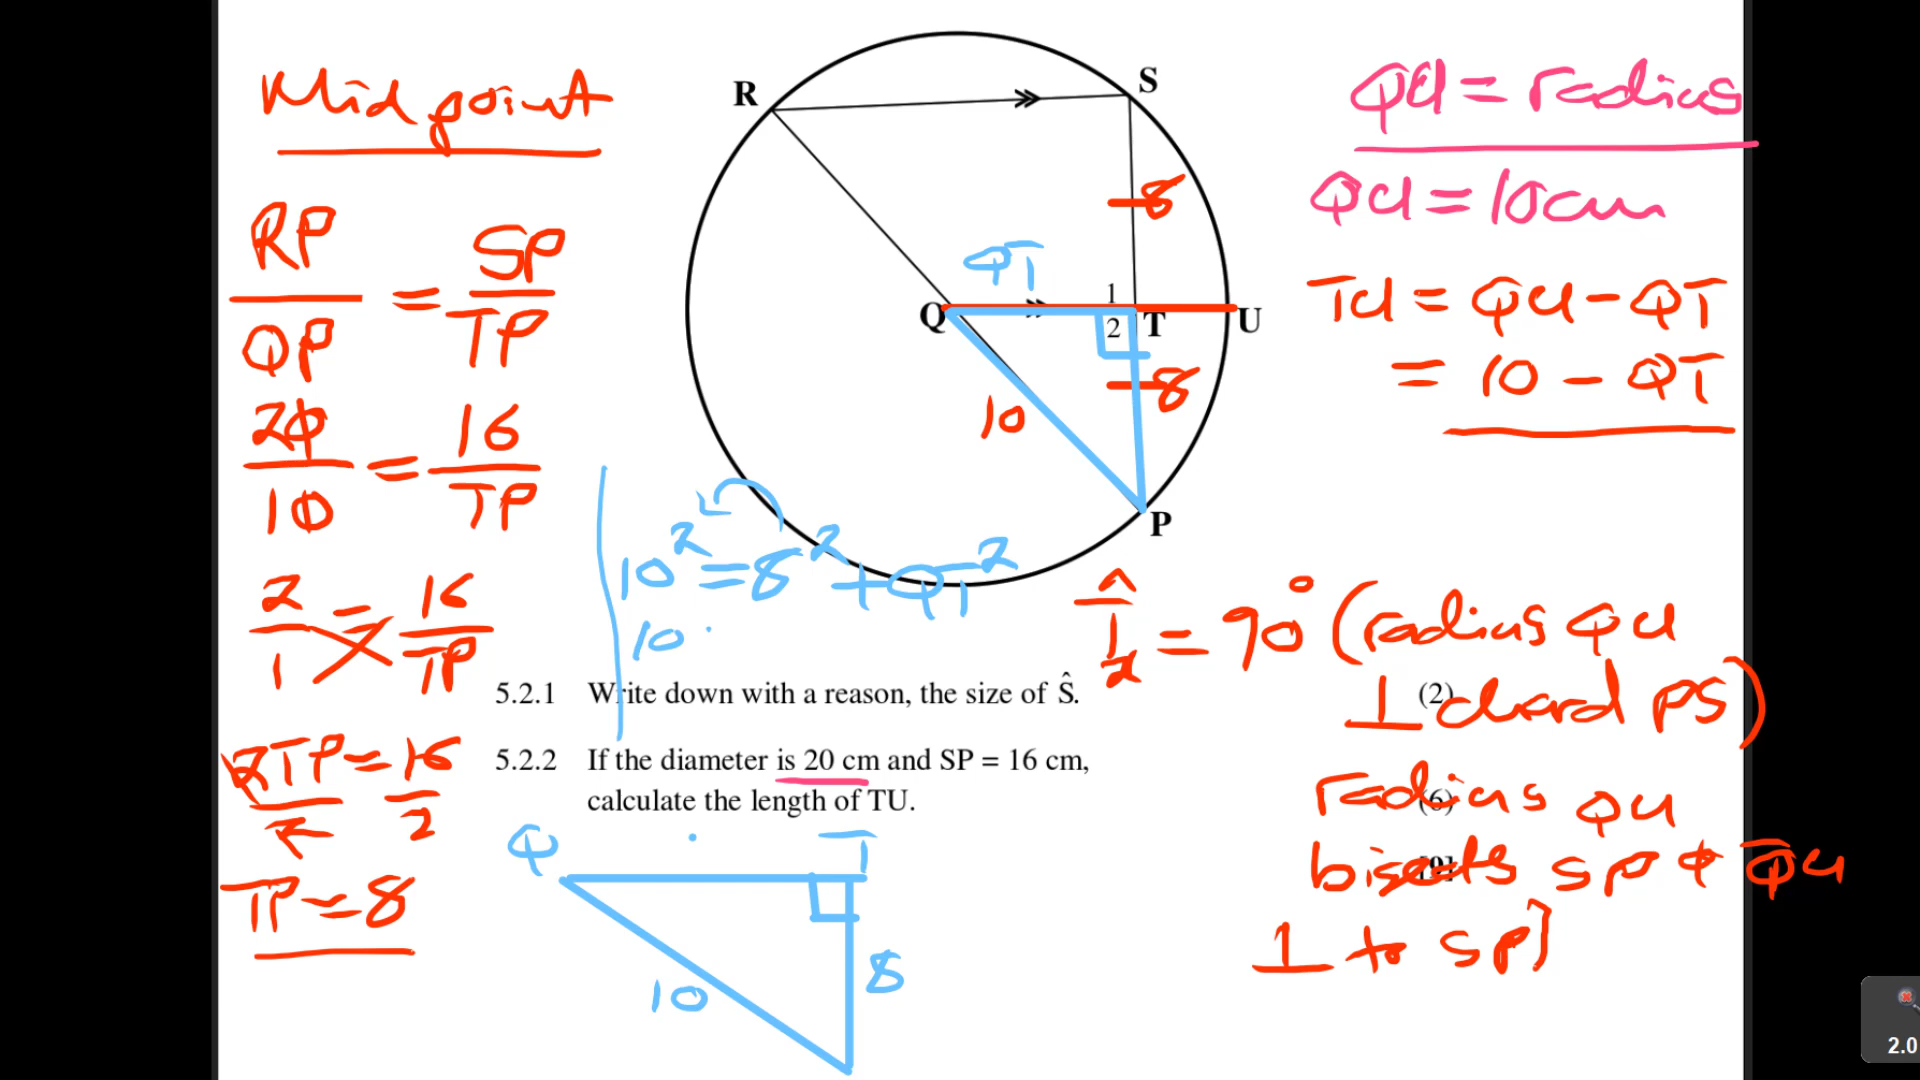 Midpoint
RP/QP = SP/TP
20/10 = 16/TP
2/1 = 16/TP
2TP/2 = 16/2
TP = 8
R
S
8
QT
1
Q
2
T
U
8
10
P
10² = 8² + QT²
10
QU = radius
QU = 10cm
TU = QU - QT
= 10 - QT
T̂ 1 2 = 90° (radius QU
⊥ chord PS)
radius QU
bisects SP & QU
⊥ to SP]
5.2.1 Write down with a reason, the size of Ŝ. (2)
5.2.2 If the diameter is 20 cm and SP = 16 cm,
calculate the length of TU. (6)
[9]
Q T
8
10
2.0